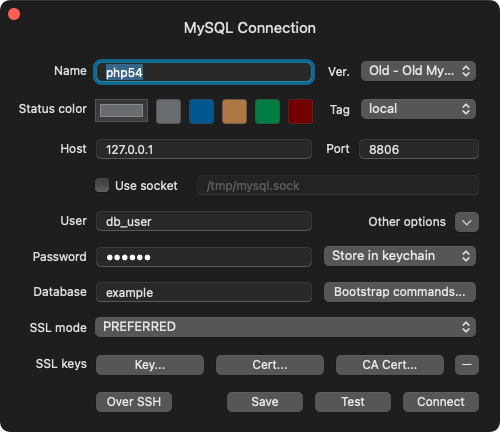 MySQL Connection
Name php54 Ver. Old - Old My...
Status color Tag local
Host 127.0.0.1 Port 8806
Use socket /tmp/mysql.sock
User db_user Other options
Password ●●●●●● Store in keychain
Database example Bootstrap commands...
SSL mode PREFERRED
SSL keys Key... Cert... CA Cert... —
Over SSH Save Test Connect